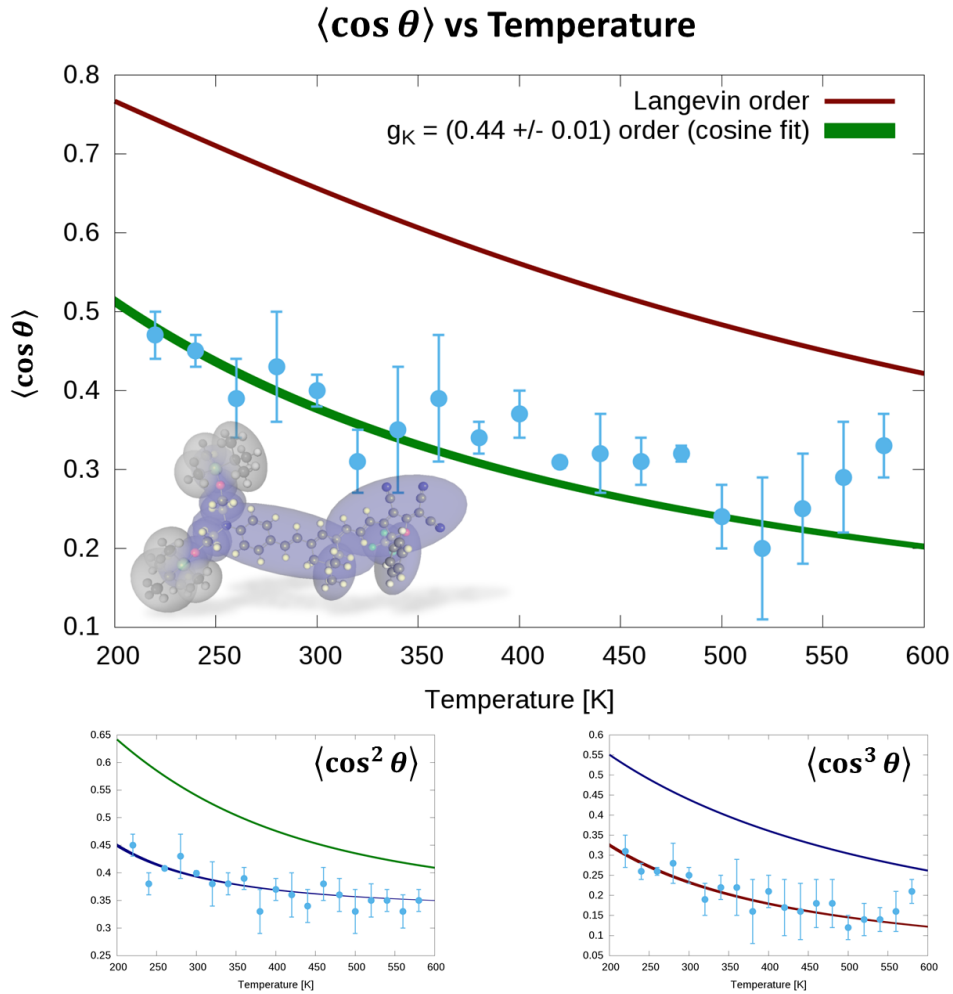 ⟨cos θ⟩ vs Temperature
0.8
0.7
0.6
0.5
0.4
0.3
0.2
0.1
⟨cos θ⟩
Langevin order
g_K = (0.44 +/- 0.01) order (cosine fit)
200 250 300 350 400 450 500 550 600
Temperature [K]
0.65
0.6
0.55
0.5
0.45
0.4
0.35
0.3
0.25
⟨cos² θ⟩
200 250 300 350 400 450 500 550 600
Temperature [K]
0.6
0.55
0.5
0.45
0.4
0.35
0.3
0.25
0.2
0.15
0.1
0.05
⟨cos³ θ⟩
200 250 300 350 400 450 500 550 600
Temperature [K]